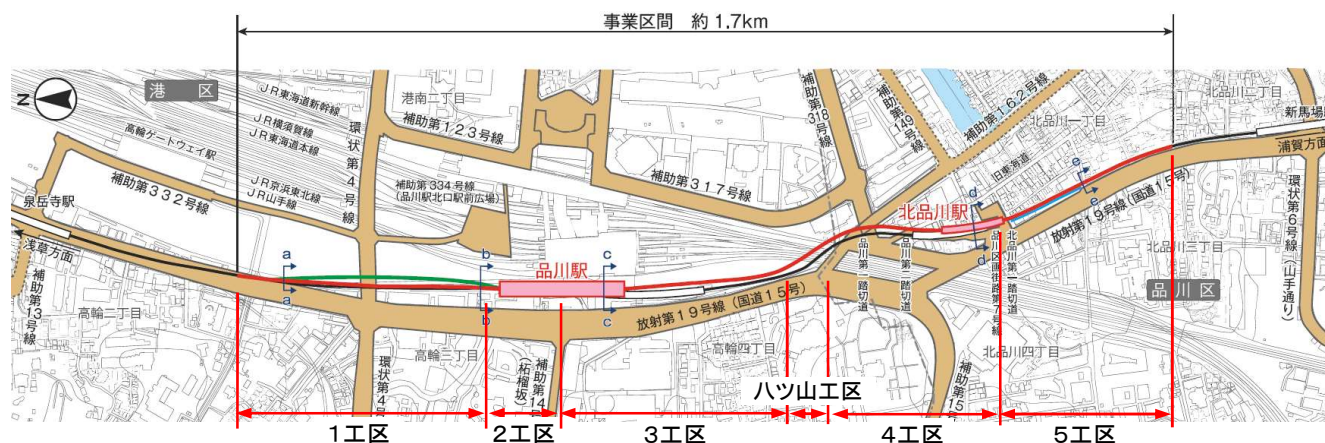 事業区間 約1.7km
N
港 区
JR東海道新幹線
JR横須賀線
JR東海道本線
高輪ゲートウェイ駅
補助第332号線
JR京浜東北線
JR山手線
環状第4号線
港南二丁目
補助第123号線
補助第334号線
(品川駅北口駅前広場)
補助第317号線
補助第318号線
補助第149号線
補助第162号線
北品川一丁目
旧東海道
北品川二丁目
新馬場駅
浦賀方面
泉岳寺駅
浅草方面
補助第13号線
高輪二丁目
a
a
b
b
品川駅
c
c
放射第19号線(国道15号)
北品川駅
d
d
e
e
放射第19号線(国道15号)
品川第一踏切道
品川第二踏切道
品川区画街路第7号線
北品川第一踏切道
北品川三丁目
品 川 区
環状第6号線(山手通り)
高輪三丁目
環状第4号
補助第14号
(柘榴坂)
高輪四丁目
補助第15号
北品川四丁目
八ツ山工区
1工区
2工区
3工区
4工区
5工区